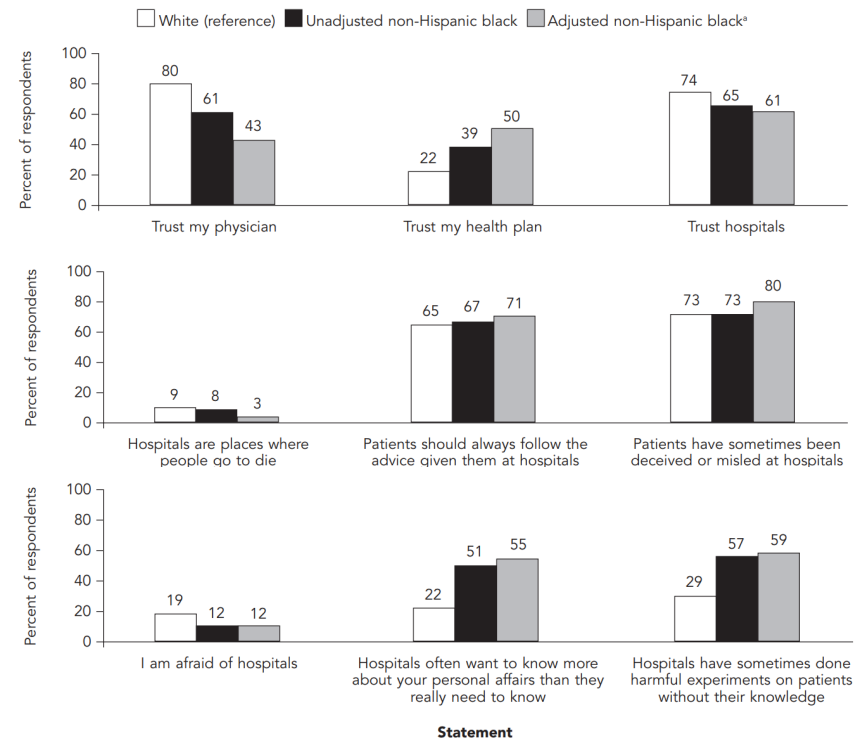 White (reference) Unadjusted non-Hispanic black Adjusted non-Hispanic blackᵃ
Percent of respondents
100
80
60
40
20
0
80
61
43
22
39
50
74
65
61
Trust my physician
Trust my health plan
Trust hospitals
Percent of respondents
100
80
60
40
20
0
9
8
3
65
67
71
73
73
80
Hospitals are places where
people go to die
Patients should always follow the
advice given them at hospitals
Patients have sometimes been
deceived or misled at hospitals
Percent of respondents
100
80
60
40
20
0
19
12
12
22
51
55
29
57
59
I am afraid of hospitals
Hospitals often want to know more
about your personal affairs than they
really need to know
Hospitals have sometimes done
harmful experiments on patients
without their knowledge
Statement